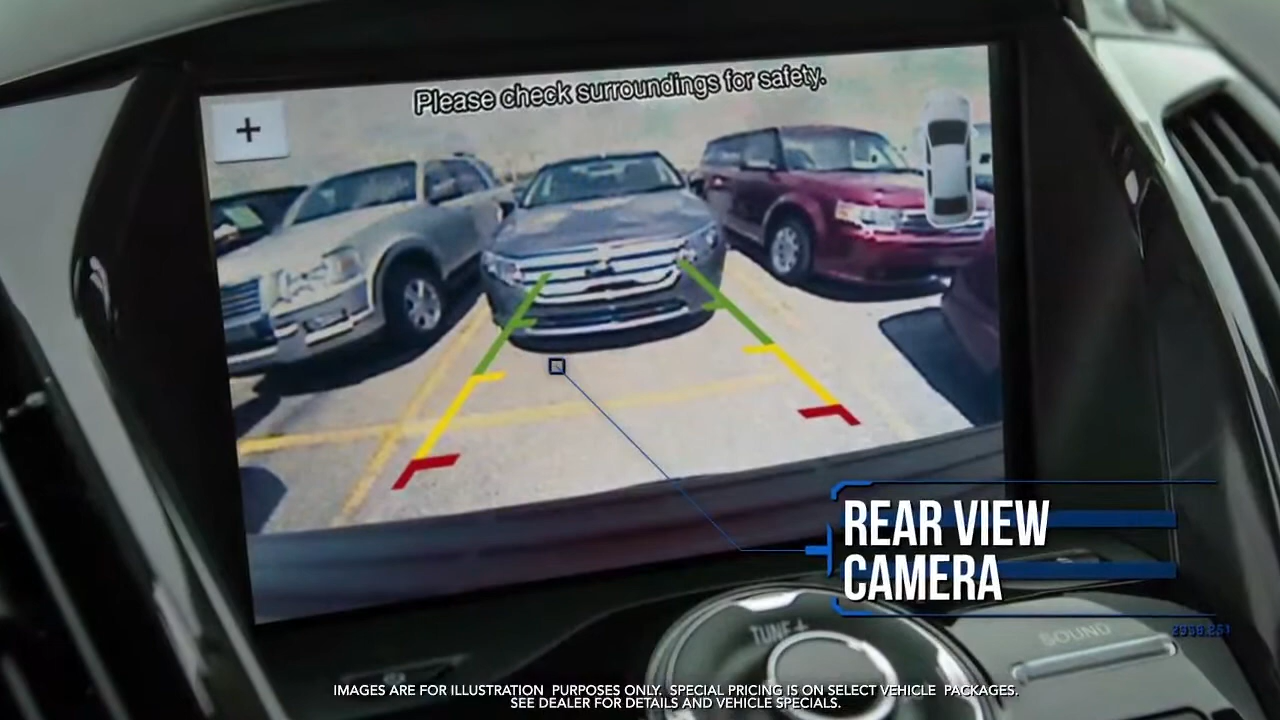 +
Please check surroundings for safety.
REAR VIEW
CAMERA
TUNE +
SOUND
IMAGES ARE FOR ILLUSTRATION PURPOSES ONLY. SPECIAL PRICING IS ON SELECT VEHICLE PACKAGES.
SEE DEALER FOR DETAILS AND VEHICLE SPECIALS.